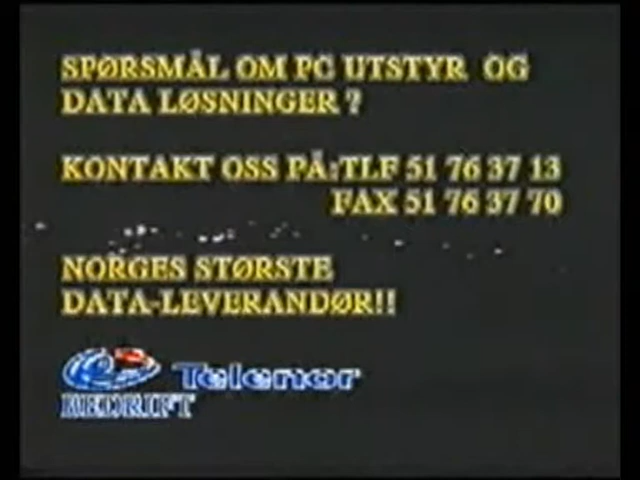 SPØRSMÅL OM PC UTSTYR OG
DATA LØSNINGER ?
KONTAKT OSS PÅ:TLF 51 76 37 13
FAX 51 76 37 70
NORGES STØRSTE
DATA-LEVERANDØR!!
Telenor
BEDRIFT